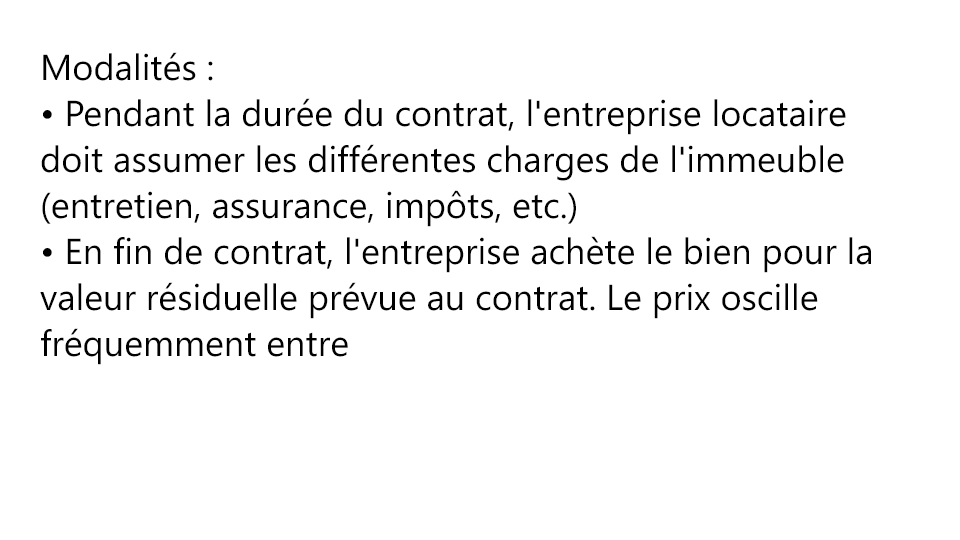 Modalités :
• Pendant la durée du contrat, l'entreprise locataire
doit assumer les différentes charges de l'immeuble
(entretien, assurance, impôts, etc.)
• En fin de contrat, l'entreprise achète le bien pour la
valeur résiduelle prévue au contrat. Le prix oscille
fréquemment entre